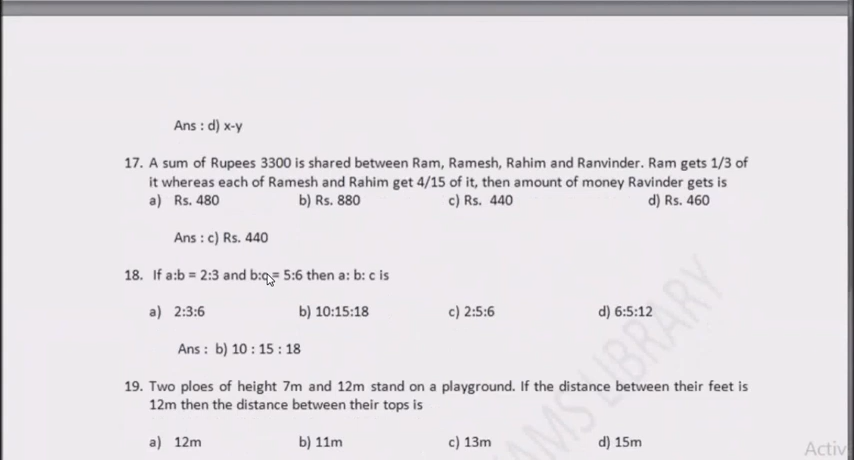 Ans : d) x-y
17. A sum of Rupees 3300 is shared between Ram, Ramesh, Rahim and Ranvinder. Ram gets 1/3 of
it whereas each of Ramesh and Rahim get 4/15 of it, then amount of money Ravinder gets is
a) Rs. 480 b) Rs. 880 c) Rs. 440 d) Rs. 460
Ans : c) Rs. 440
18. If a:b = 2:3 and b:c = 5:6 then a: b: c is
a) 2:3:6 b) 10:15:18 c) 2:5:6 d) 6:5:12
Ans : b) 10 : 15 : 18
19. Two ploes of height 7m and 12m stand on a playground. If the distance between their feet is
12m then the distance between their tops is
a) 12m b) 11m c) 13m d) 15m
AMS LIBRARY
Activ